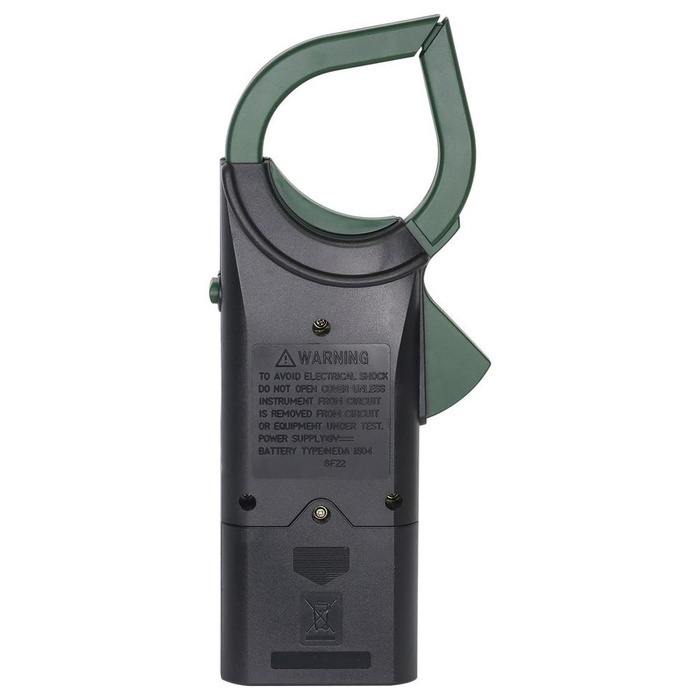 WARNING
TO AVOID ELECTRICAL SHOCK
DO NOT OPEN COVER UNLESS
INSTRUMENT FROM CIRCUIT
IS REMOVED FROM CIRCUIT
OR EQUIPMENT UNDER TEST.
POWER SUPPLY:6V
BATTERY TYPE:NEDA 1604
6F22